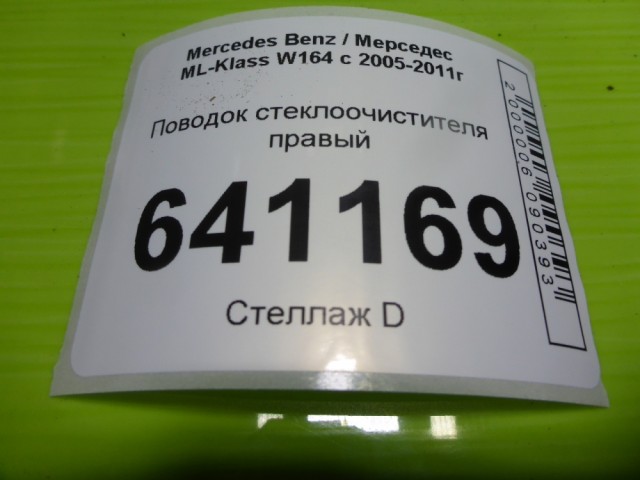 Mercedes Benz / Мерседес
ML-Klass W164 с 2005-2011г
Поводок стеклоочистителя
правый
641169
Стеллаж D
2000006090393